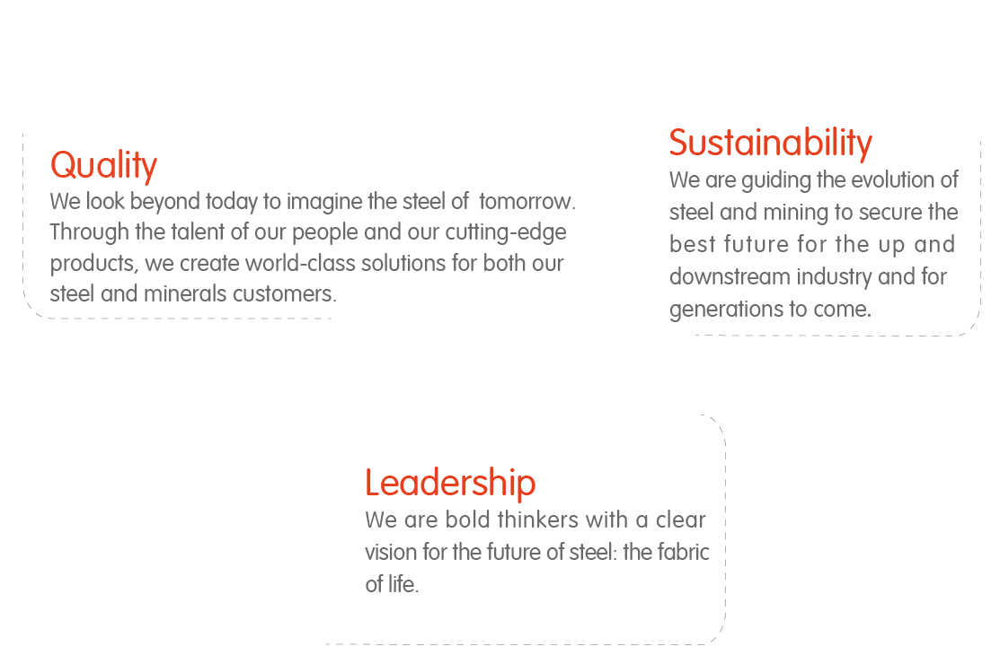 Quality
We look beyond today to imagine the steel of  tomorrow.
Through the talent of our people and our cutting-edge
products, we create world-class solutions for both our
steel and minerals customers.
Sustainability
We are guiding the evolution of
steel and mining to secure the
best future for the up and
downstream industry and for
generations to come.
Leadership
We are bold thinkers with a clear
vision for the future of steel: the fabric
of life.